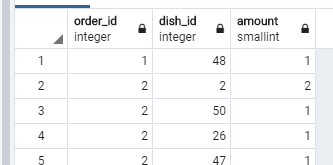 order_id dish_id amount
integer integer smallint
1 1 48 1
2 2 2 2
3 2 50 1
4 2 26 1
5 2 47 1